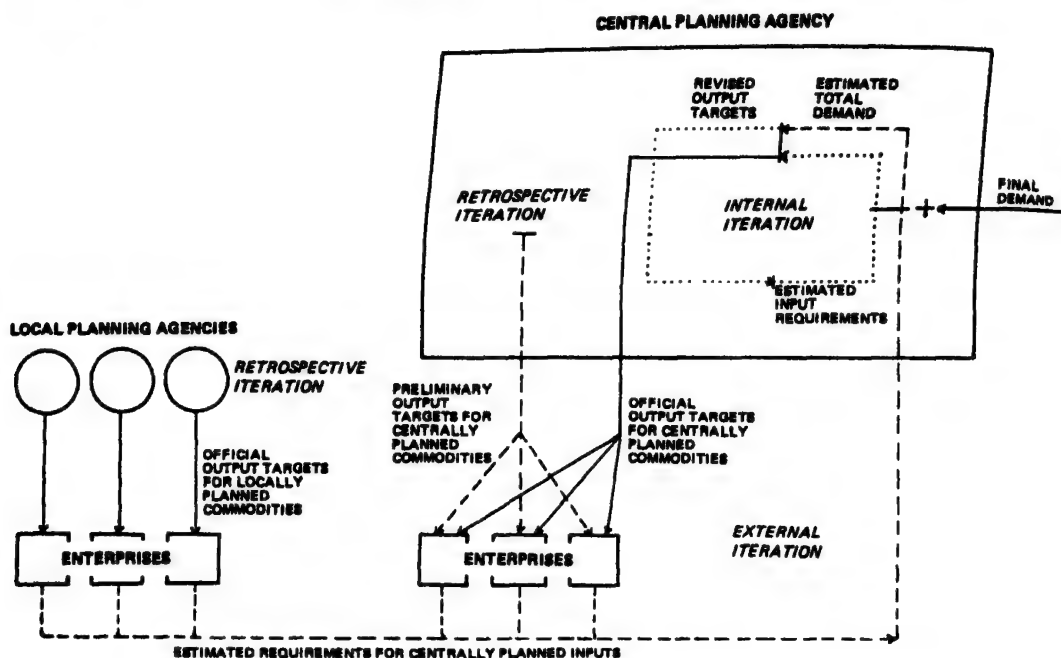 CENTRAL PLANNING AGENCY
REVISED
OUTPUT
TARGETS
ESTIMATED
TOTAL
DEMAND
RETROSPECTIVE
ITERATION
INTERNAL
ITERATION
FINAL
DEMAND
ESTIMATED
INPUT
REQUIREMENTS
LOCAL PLANNING AGENCIES
RETROSPECTIVE
ITERATION
PRELIMINARY
OUTPUT
TARGETS FOR
CENTRALLY
PLANNED
COMMODITIES
OFFICIAL
OUTPUT TARGETS
FOR CENTRALLY
PLANNED
COMMODITIES
OFFICIAL
OUTPUT TARGETS
FOR LOCALLY
PLANNED
COMMODITIES
ENTERPRISES
ENTERPRISES
EXTERNAL
ITERATION
ESTIMATED REQUIREMENTS FOR CENTRALLY PLANNED INPUTS